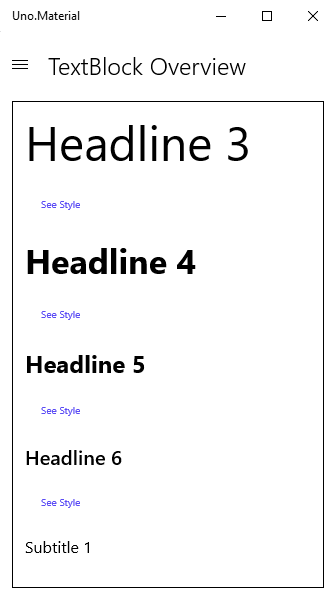 Uno.Material
TextBlock Overview
Headline 3
See Style
Headline 4
See Style
Headline 5
See Style
Headline 6
See Style
Subtitle 1